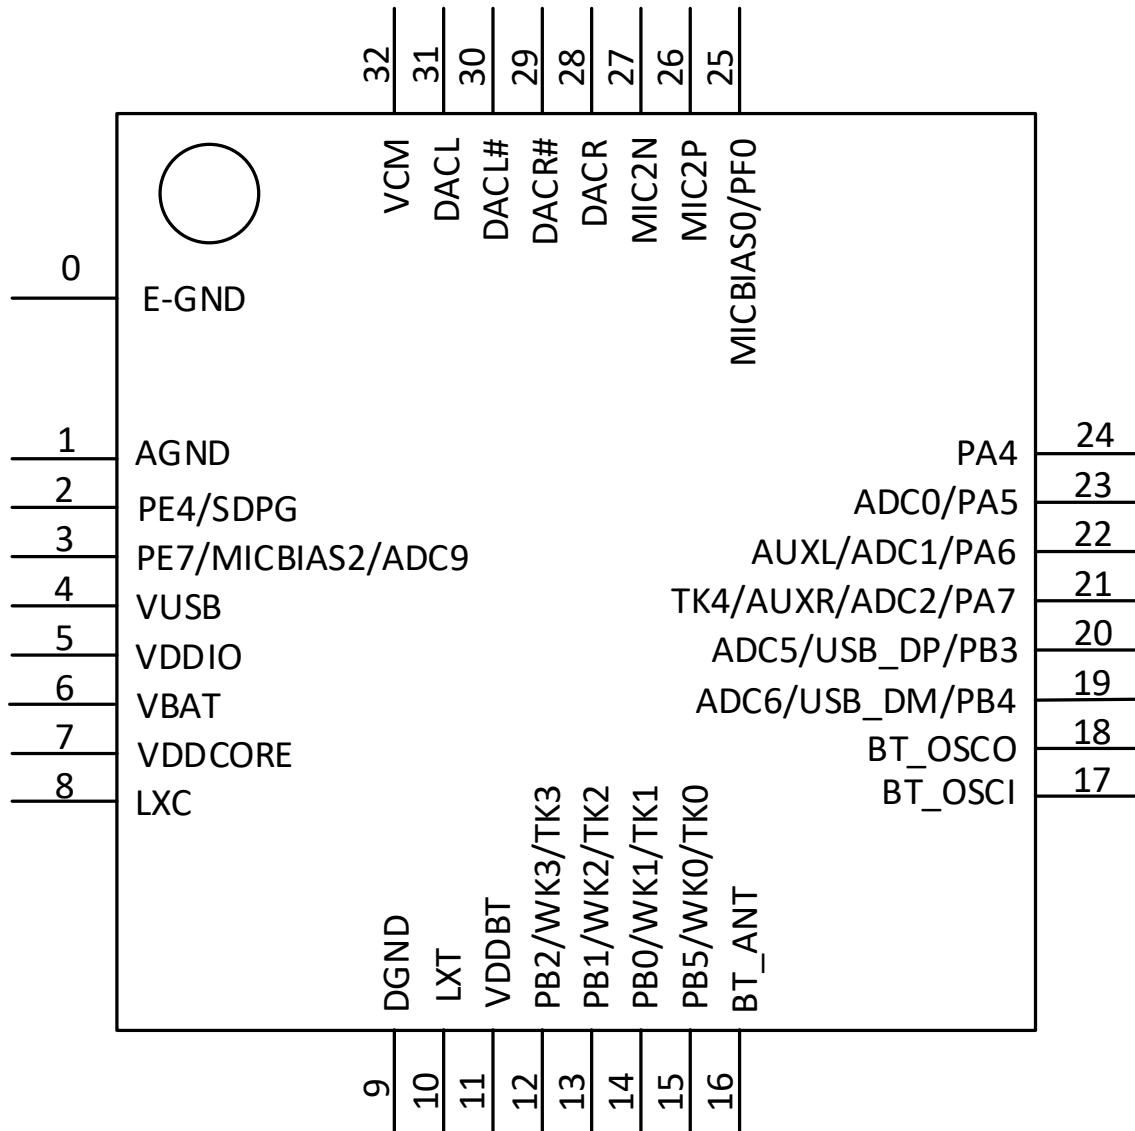 32
31
30
29
28
27
26
25
VCM
DACL
DACL#
DACR#
DACR
MIC2N
MIC2P
MICBIAS0/PF0
0
E-GND
1
AGND
2
PE4/SDPG
3
PE7/MICBIAS2/ADC9
4
VUSB
5
VDDIO
6
VBAT
7
VDDCORE
8
LXC
PA4
24
ADC0/PA5
23
AUXL/ADC1/PA6
22
TK4/AUXR/ADC2/PA7
21
ADC5/USB_DP/PB3
20
ADC6/USB_DM/PB4
19
BT_OSCO
18
BT_OSCI
17
DGND
LXT
VDDBT
PB2/WK3/TK3
PB1/WK2/TK2
PB0/WK1/TK1
PB5/WK0/TK0
BT_ANT
9
10
11
12
13
14
15
16